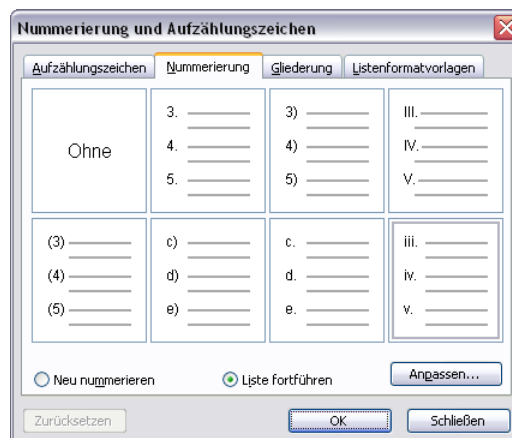 Nummerierung und Aufzählungszeichen
Aufzählungszeichen Nummerierung Gliederung Listenformatvorlagen
Ohne
3.
4.
5.
3)
4)
5)
III.
IV.
V.
(3)
(4)
(5)
c)
d)
e)
c.
d.
e.
iii.
iv.
v.
Neu nummerieren Liste fortführen Anpassen...
Zurücksetzen OK Schließen